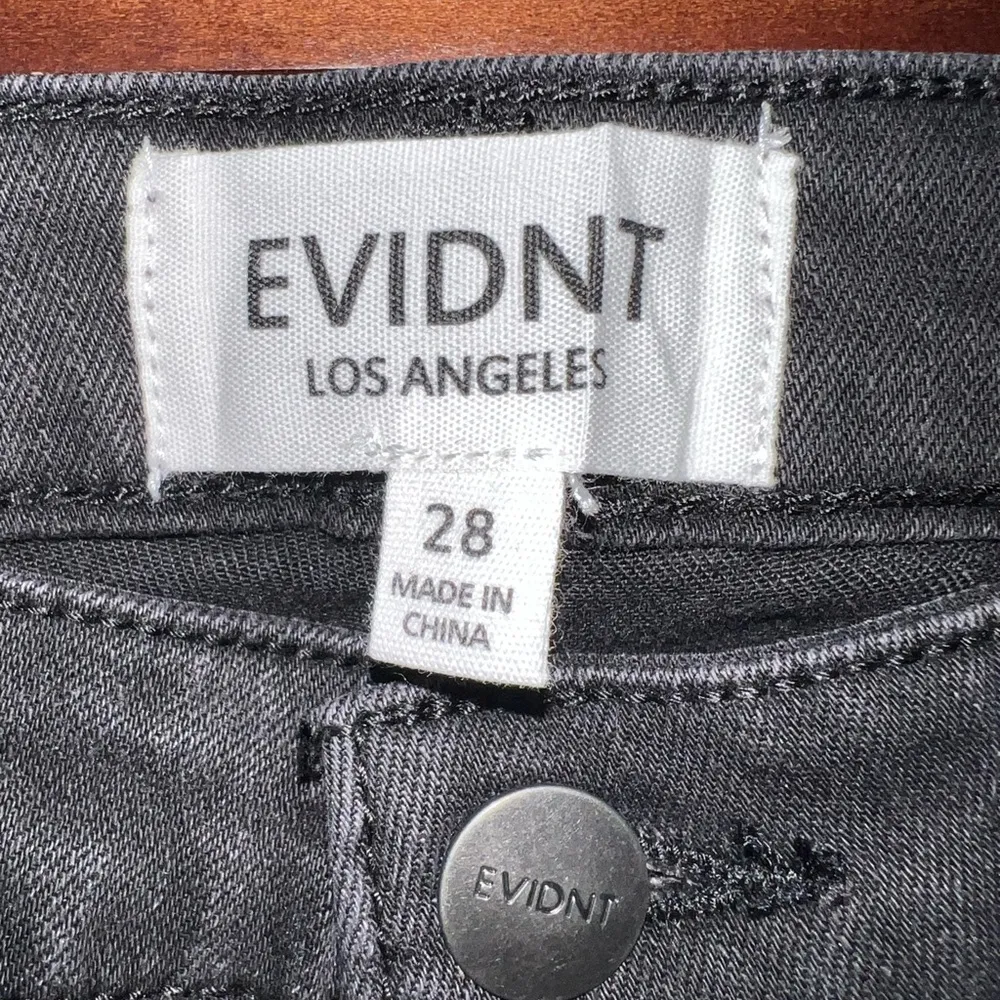 EVIDNT
LOS ANGELES
28
MADE IN
CHINA
EVIDNT